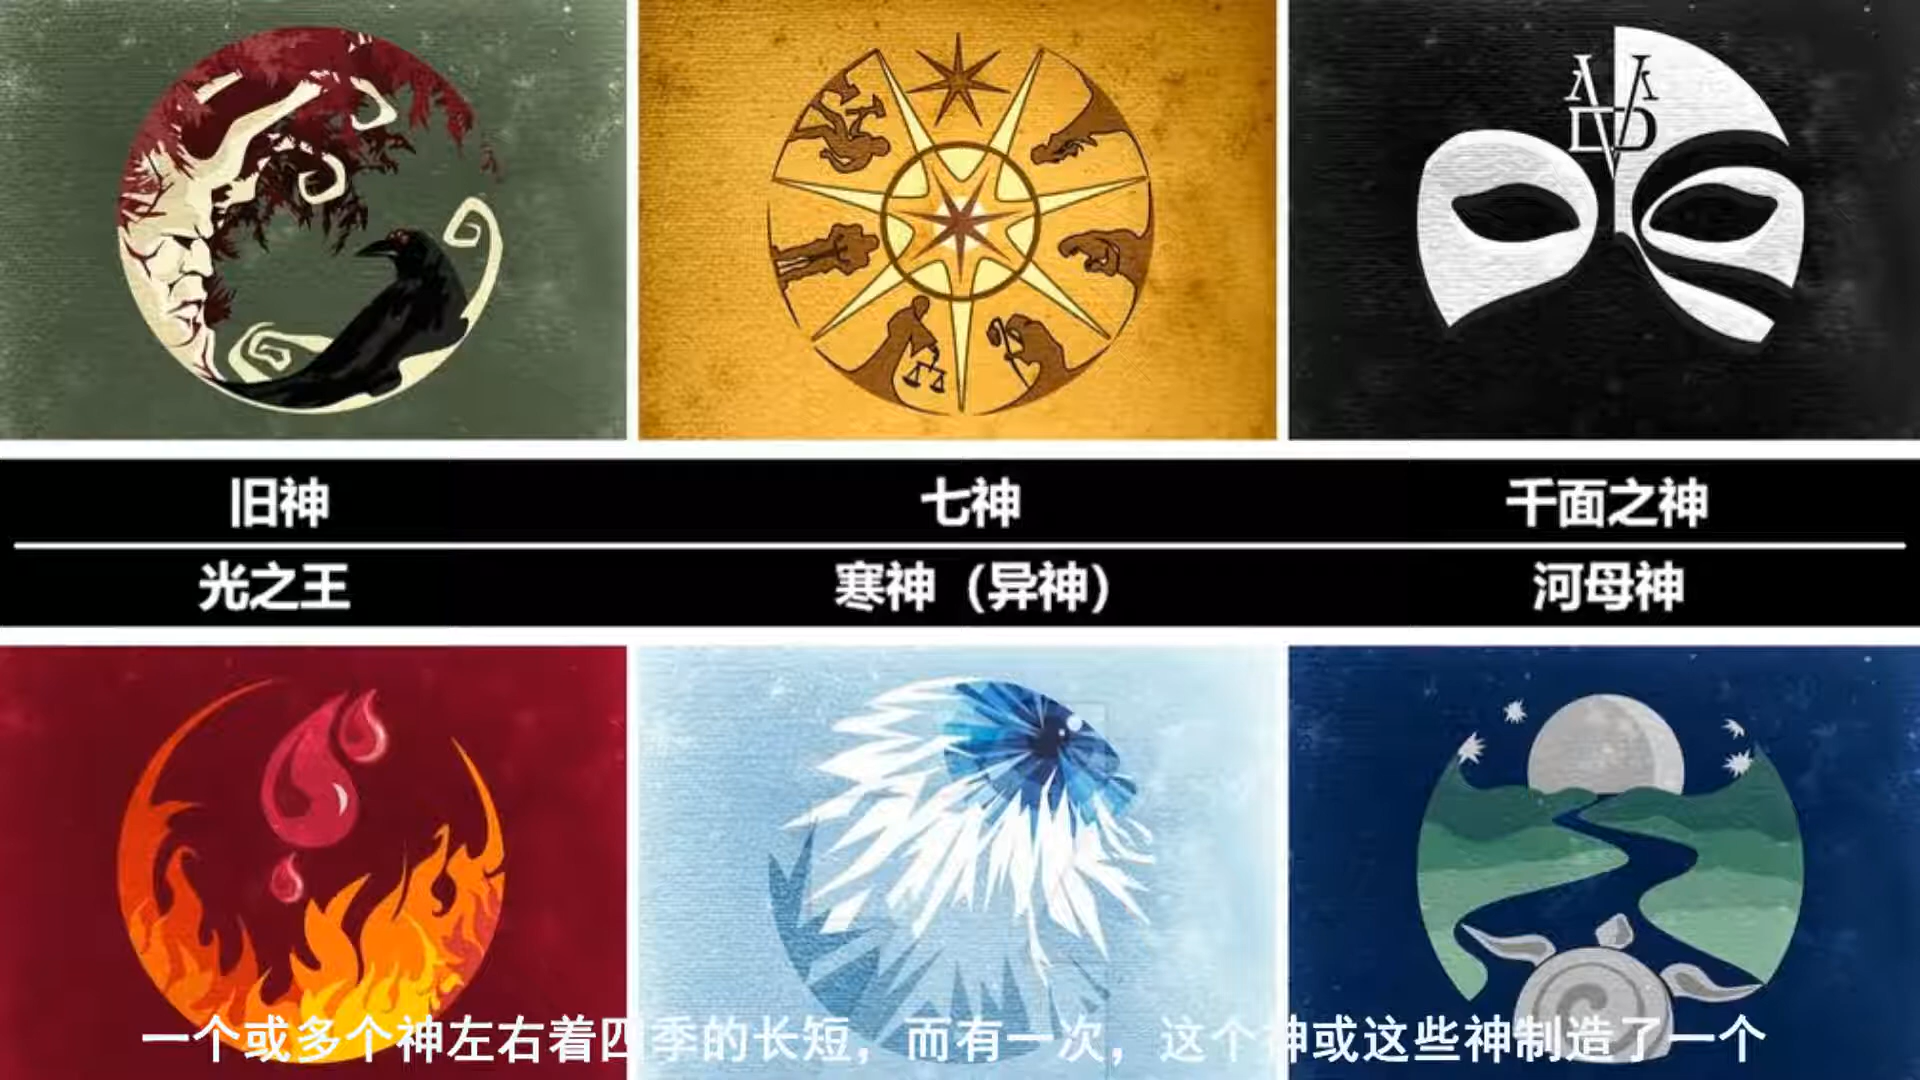 旧神 七神 千面之神
光之王 寒神（异神） 河母神
一个或多个神左右着四季的长短，而有一次，这个神或这些神制造了一个